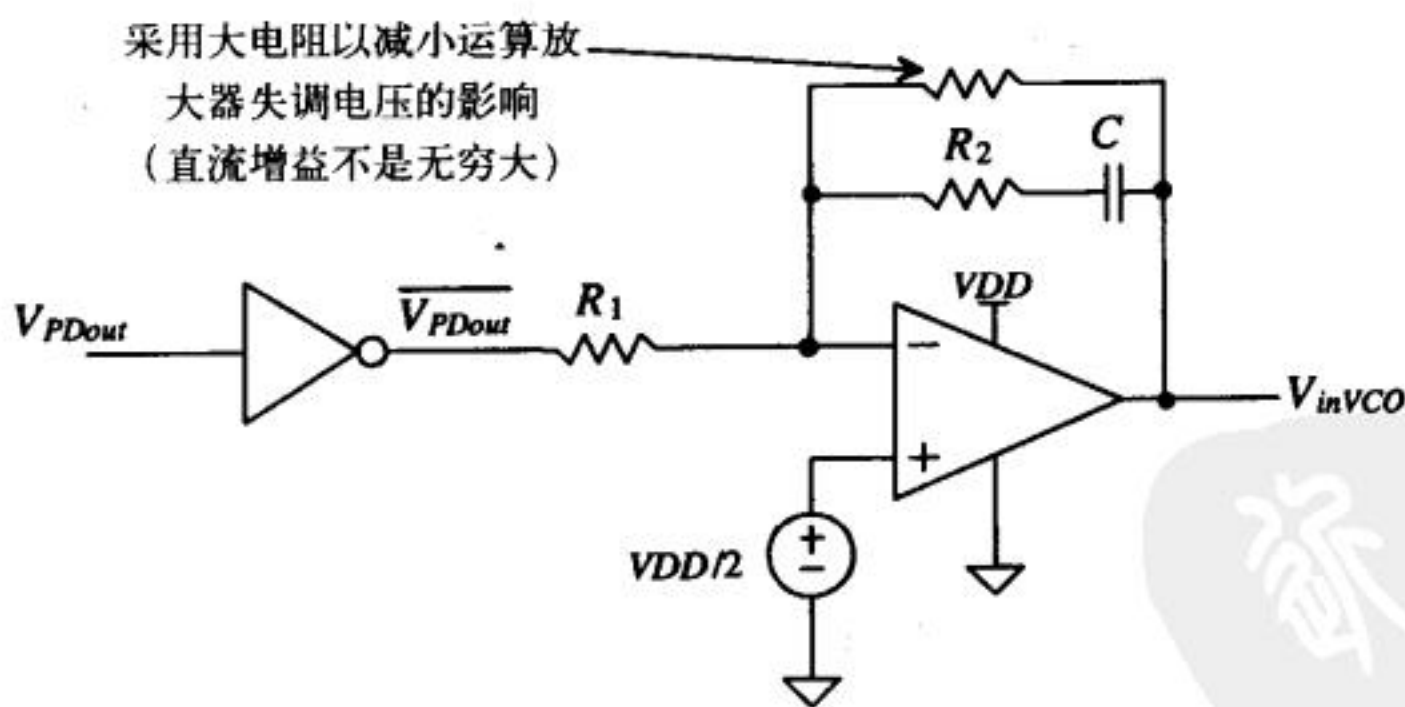 采用大电阻以减小运算放
大器失调电压的影响
（直流增益不是无穷大）
R2
C
VPDout
VPDout
R1
VDD
−
+
VinVCO
VDD/2
+
−